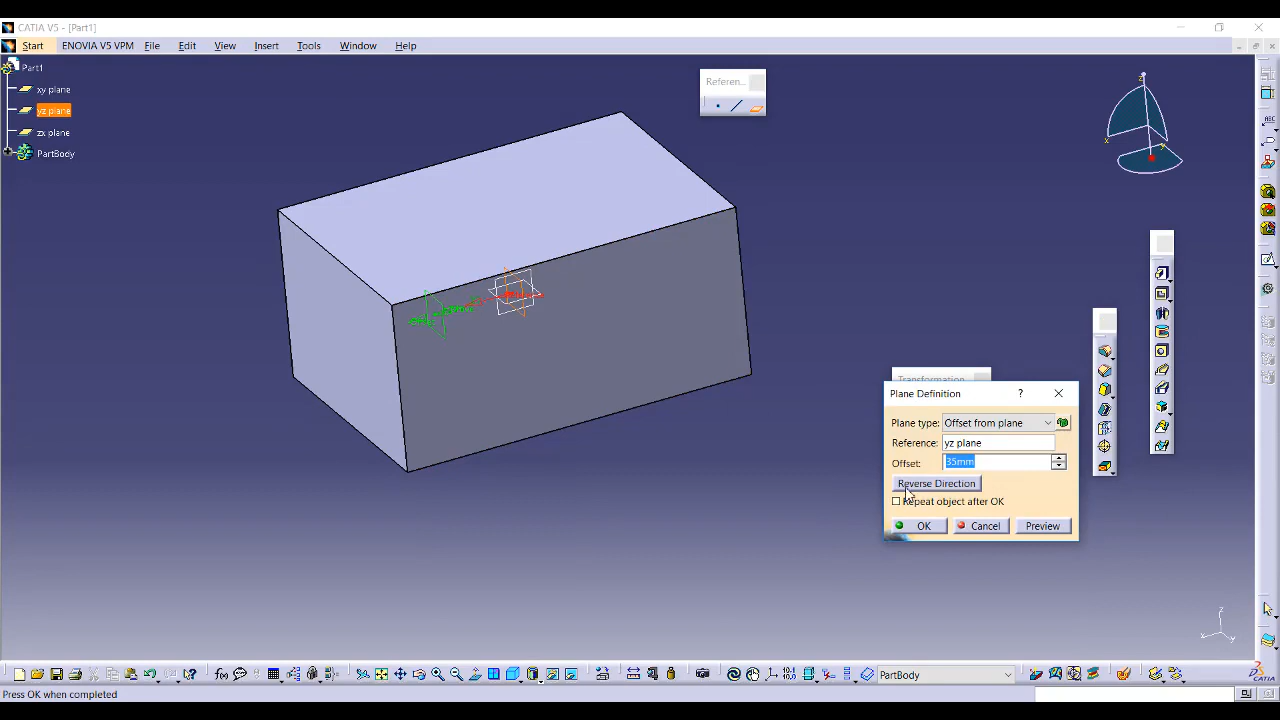 CATIA V5 - [Part1]
Start ENOVIA V5 VPM File Edit View Insert Tools Window Help
Part1
xy plane
yz plane
zx plane
PartBody
Referen...
z
x
Transformation
Plane Definition ?
Plane type: Offset from plane
Reference: yz plane
Offset: 35mm
Reverse Direction
Repeat object after OK
OK Cancel Preview
z
x y
PartBody
Press OK when completed
CATIA